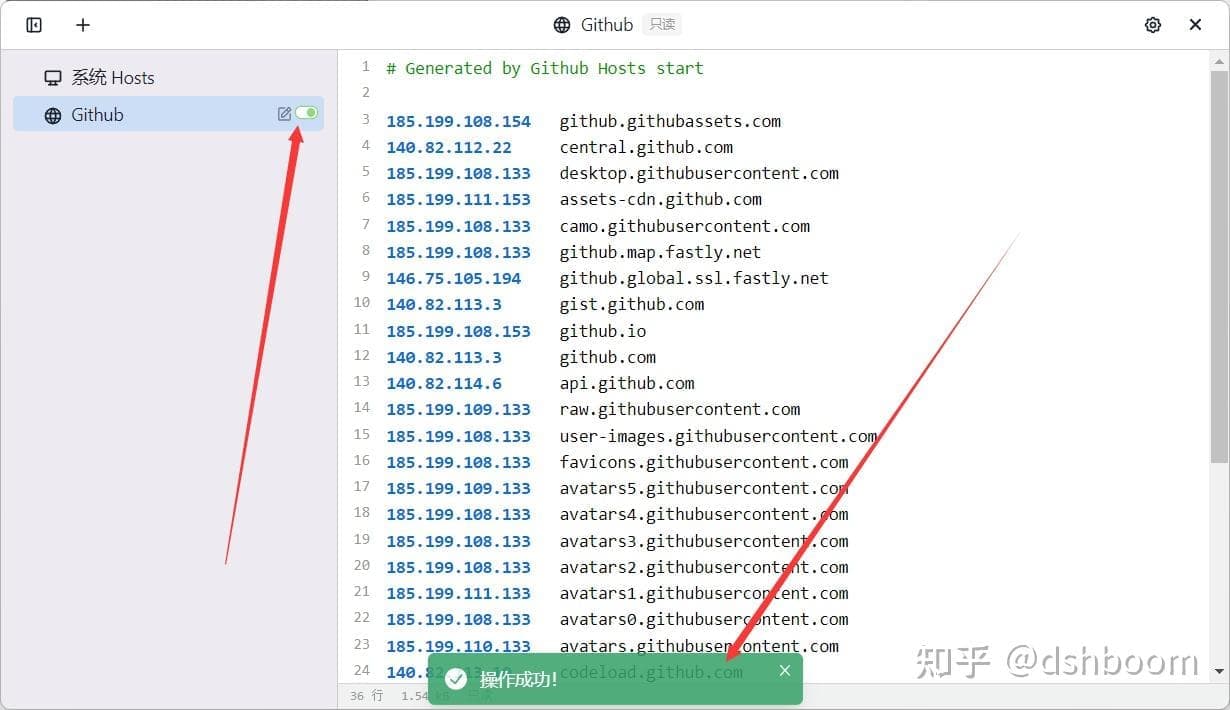 Github 只读
系统 Hosts
Github
1 # Generated by Github Hosts start
2
3 185.199.108.154 github.githubassets.com
4 140.82.112.22 central.github.com
5 185.199.108.133 desktop.githubusercontent.com
6 185.199.111.153 assets-cdn.github.com
7 185.199.108.133 camo.githubusercontent.com
8 185.199.108.133 github.map.fastly.net
9 146.75.105.194 github.global.ssl.fastly.net
10 140.82.113.3 gist.github.com
11 185.199.108.153 github.io
12 140.82.113.3 github.com
13 140.82.114.6 api.github.com
14 185.199.109.133 raw.githubusercontent.com
15 185.199.108.133 user-images.githubusercontent.com
16 185.199.108.133 favicons.githubusercontent.com
17 185.199.109.133 avatars5.githubusercontent.com
18 185.199.108.133 avatars4.githubusercontent.com
19 185.199.108.133 avatars3.githubusercontent.com
20 185.199.108.133 avatars2.githubusercontent.com
21 185.199.111.133 avatars1.githubusercontent.com
22 185.199.108.133 avatars0.githubusercontent.com
23 185.199.110.133 avatars.githubusercontent.com
24 codeload.github.com
操作成功!
36 行
知乎 @dshboom